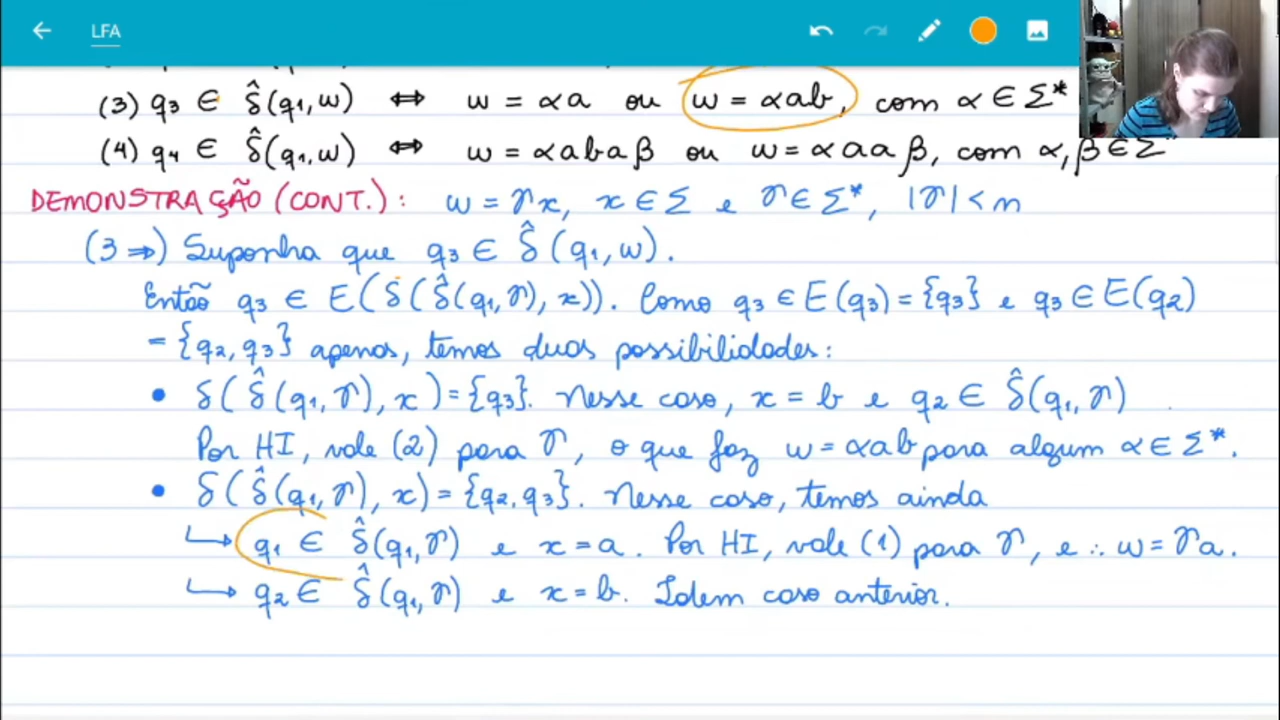 LFA
(3) q₃ ∈ δ̂(q₁, w) ⇔ w = αa ou w = αab, com α ∈ Σ*
(4) q₄ ∈ δ̂(q₁, w) ⇔ w = αabaβ ou w = αaaβ, com α, β ∈ Σ*
DEMONSTRAÇÃO (CONT.): w = γx, x ∈ Σ e γ ∈ Σ*, |γ| < n
(3 ⇒) Suponha que q₃ ∈ δ̂(q₁, w).
Então q₃ ∈ E(δ(δ̂(q₁, γ), x)). Como q₃ ∈ E(q₃) = {q₃} e q₃ ∈ E(q₂)
= {q₂, q₃} apenas, temos duas possibilidades:
• δ(δ̂(q₁, γ), x) = {q₃}. Nesse caso, x = b e q₂ ∈ δ̂(q₁, γ)
Por HI, vale (2) para γ, o que faz w = αab para algum α ∈ Σ*.
• δ(δ̂(q₁, γ), x) = {q₂, q₃}. Nesse caso, temos ainda
↳ q₁ ∈ δ̂(q₁, γ) e x = a. Por HI, vale (1) para γ, e ∴ w = γa.
↳ q₂ ∈ δ̂(q₁, γ) e x = b. Idem caso anterior.